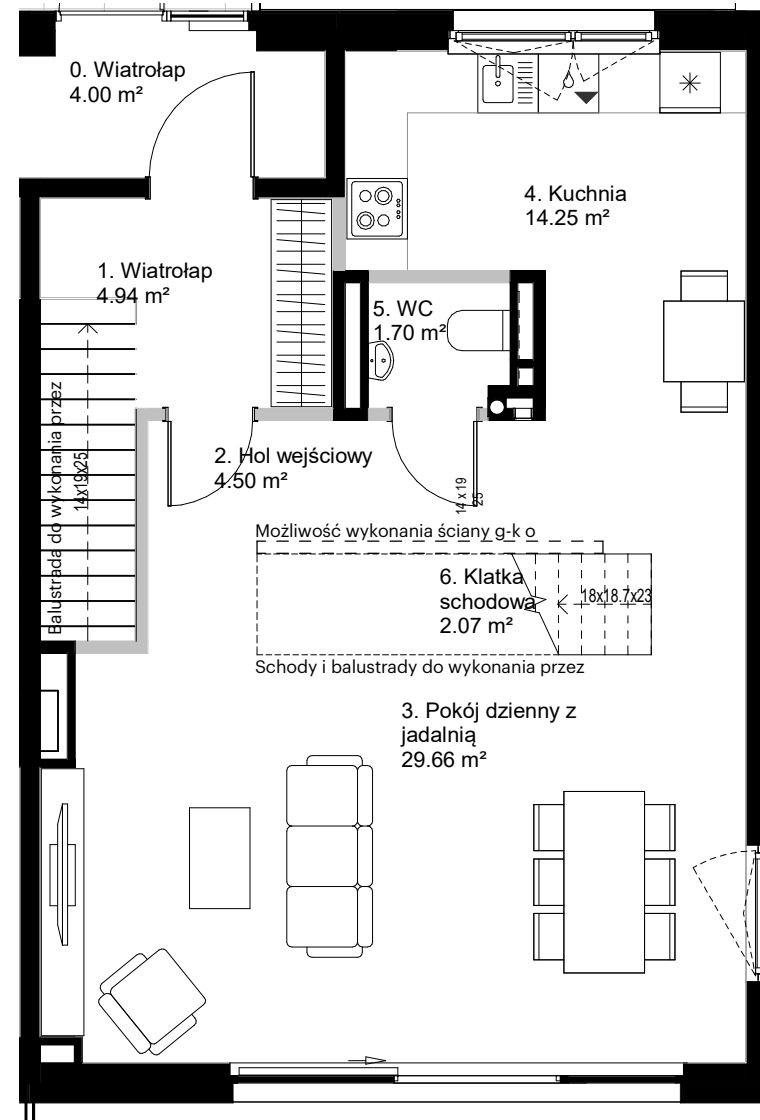 0. Wiatrołap
4.00 m²
4. Kuchnia
14.25 m²
1. Wiatrołap
4.94 m²
5. WC
1.70 m²
Balustrada do wykonania przez
14x19x25
2. Hol wejściowy
4.50 m²
14 x 19
25
Możliwość wykonania ściany g-k o
6. Klatka
schodowa
2.07 m²
18x18.7x23
Schody i balustrady do wykonania przez
3. Pokój dzienny z
jadalnią
29.66 m²